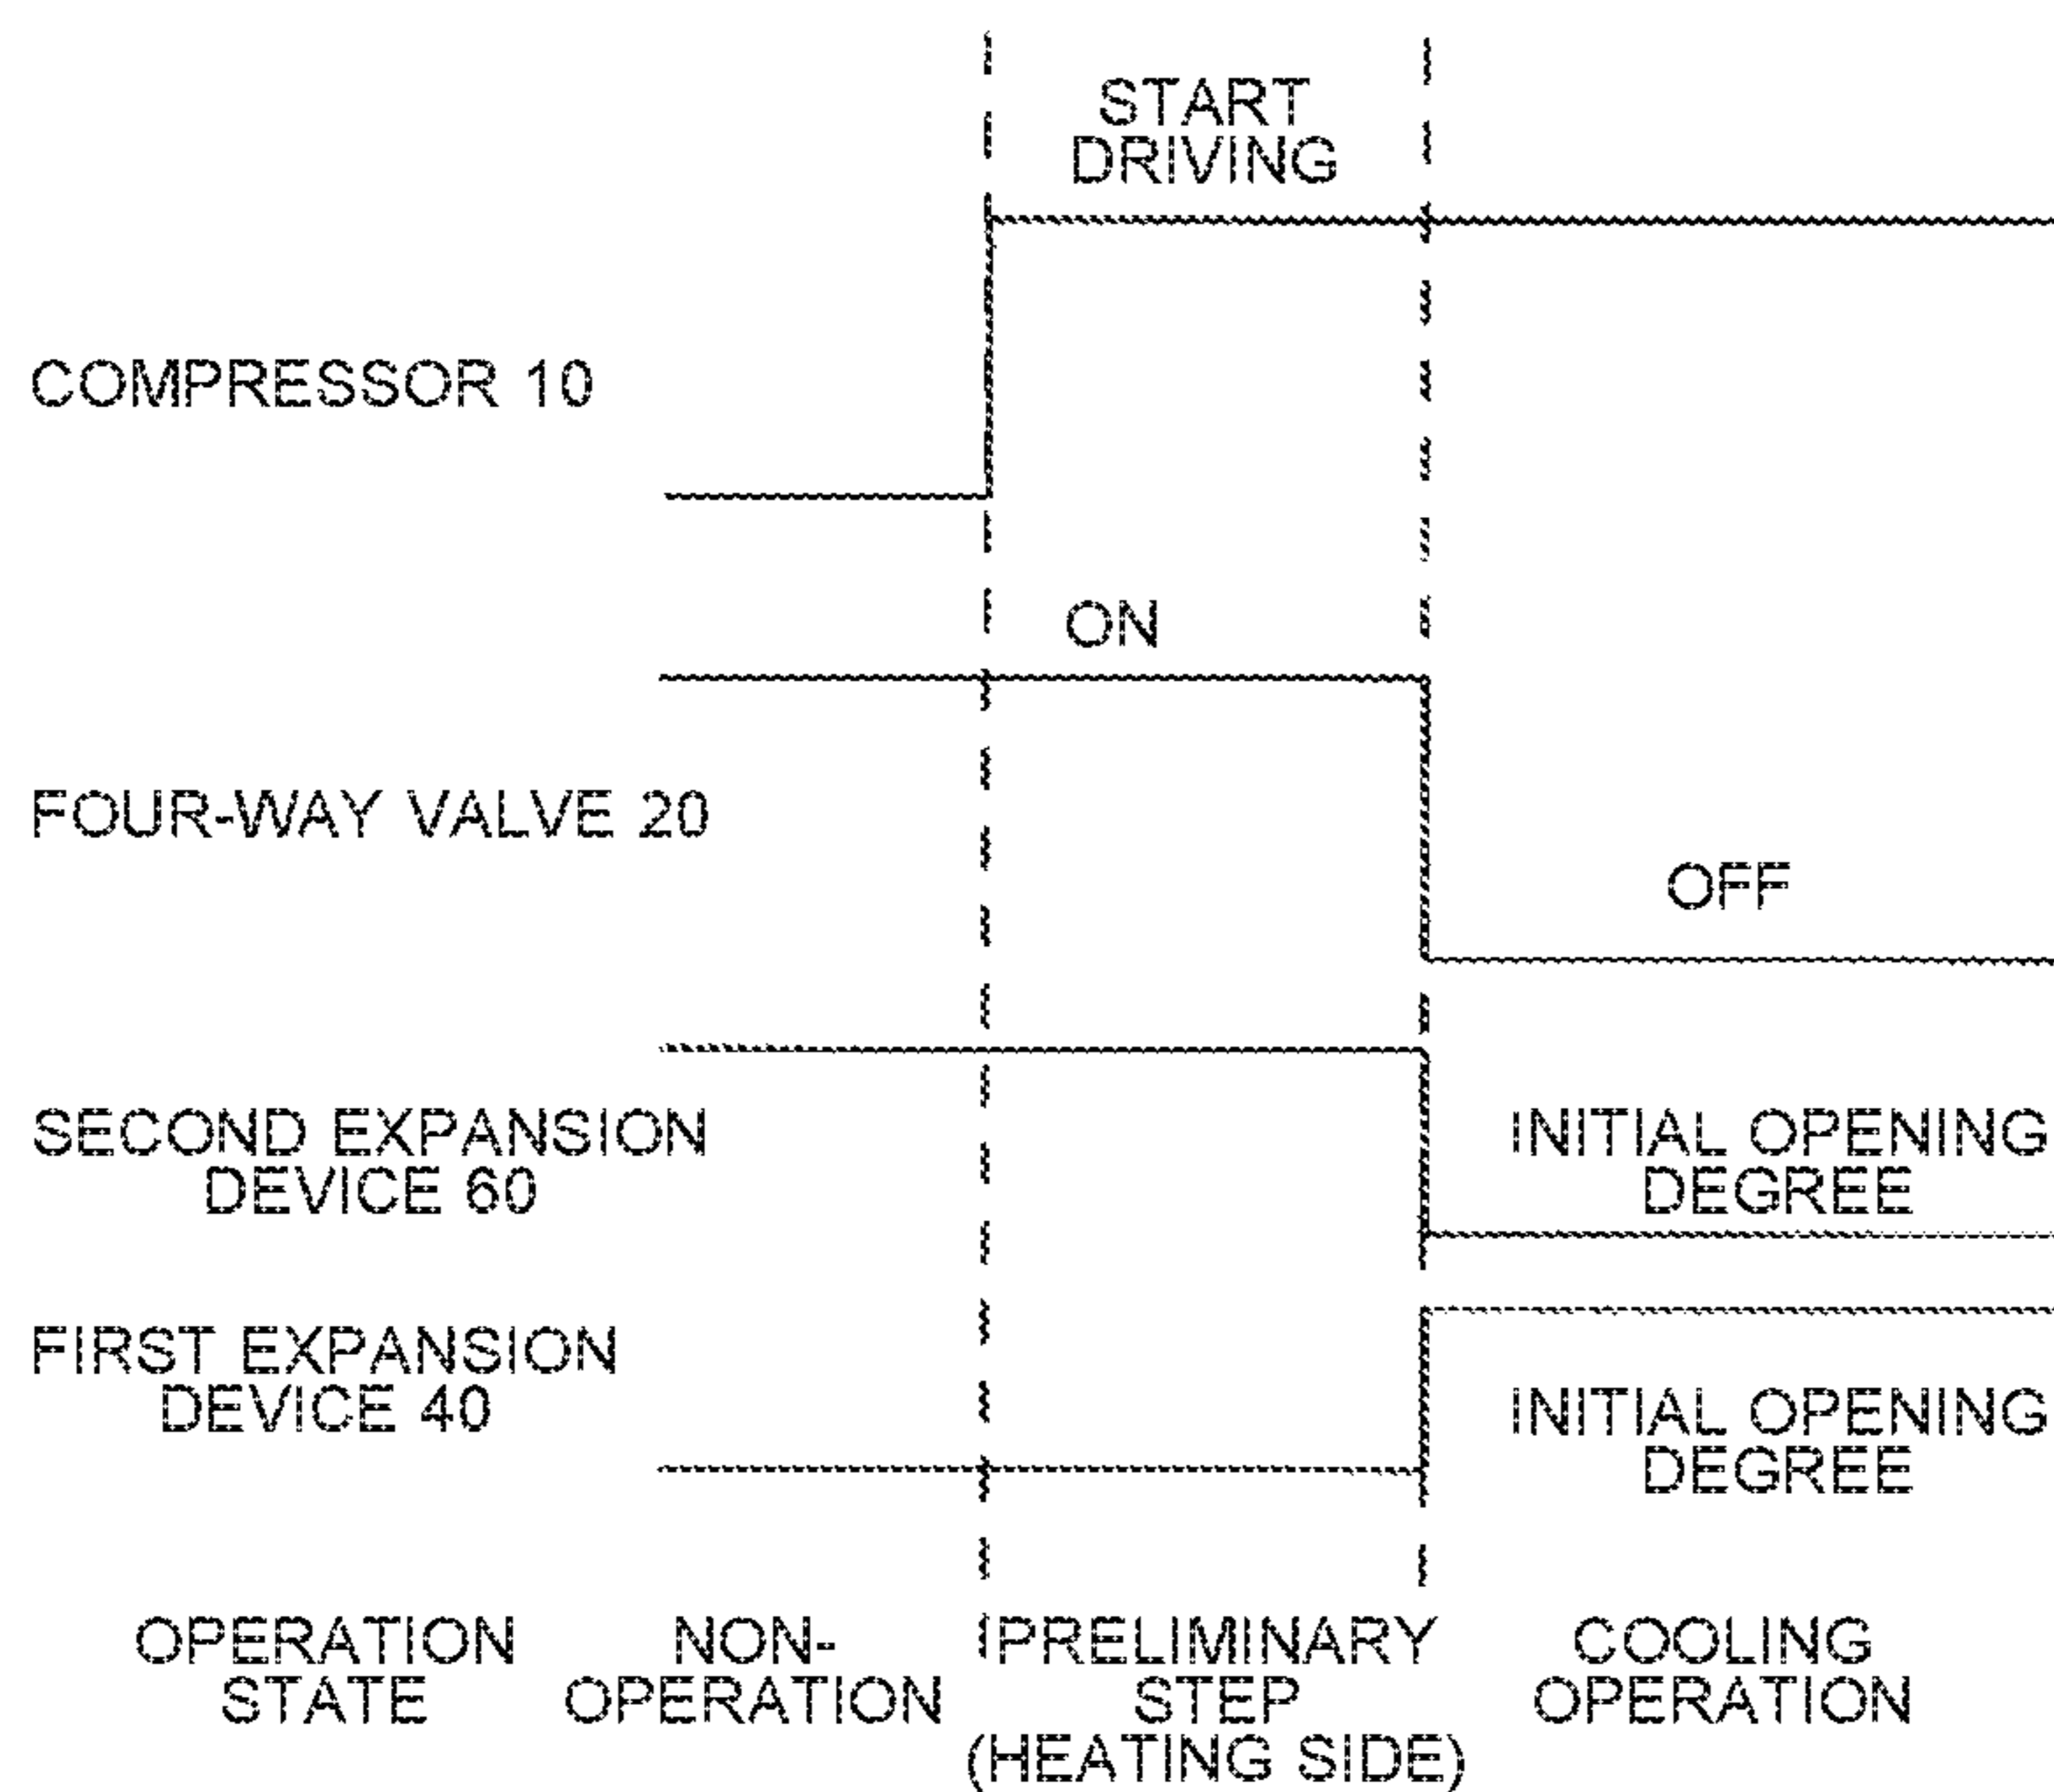 START
DRIVING
COMPRESSOR 10
ON
FOUR-WAY VALVE 20
OFF
SECOND EXPANSION
DEVICE 60
INITIAL OPENING
DEGREE
FIRST EXPANSION
DEVICE 40
INITIAL OPENING
DEGREE
OPERATION
STATE
NON-
OPERATION
PRELIMINARY
STEP
(HEATING SIDE)
COOLING
OPERATION